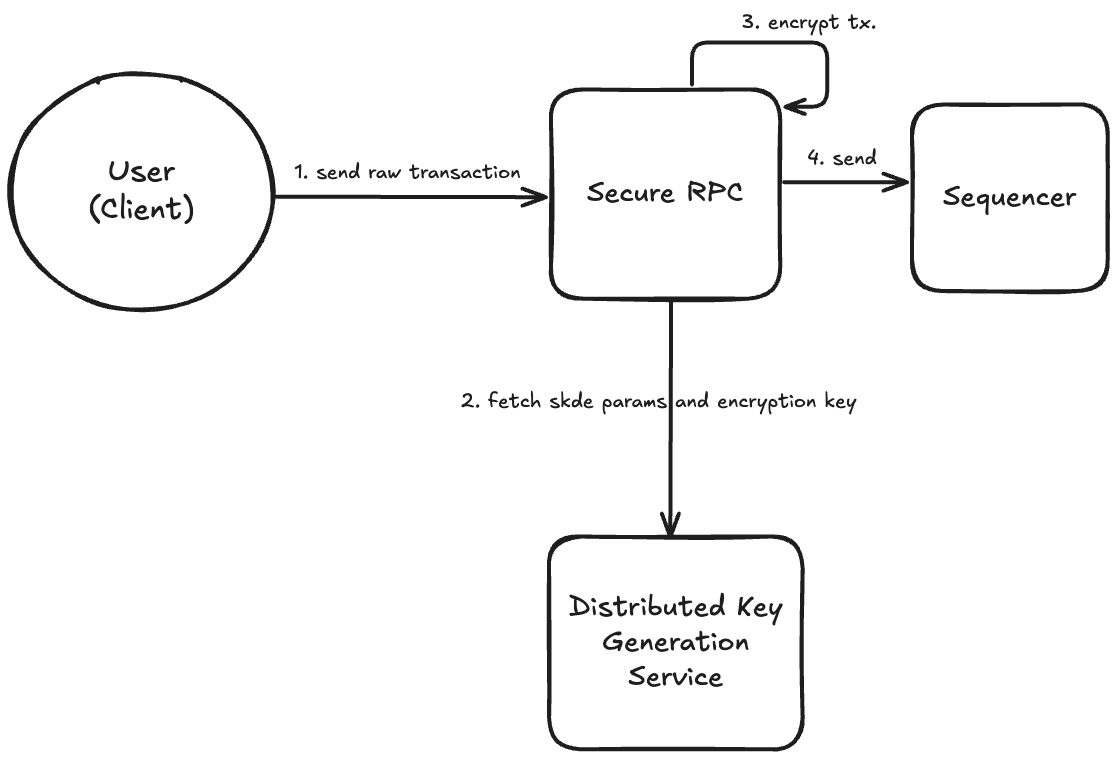 3. encrypt tx.
User
(Client)
1. send raw transaction
Secure RPC
4. send
Sequencer
2. fetch skde params and encryption key
Distributed Key
Generation
Service